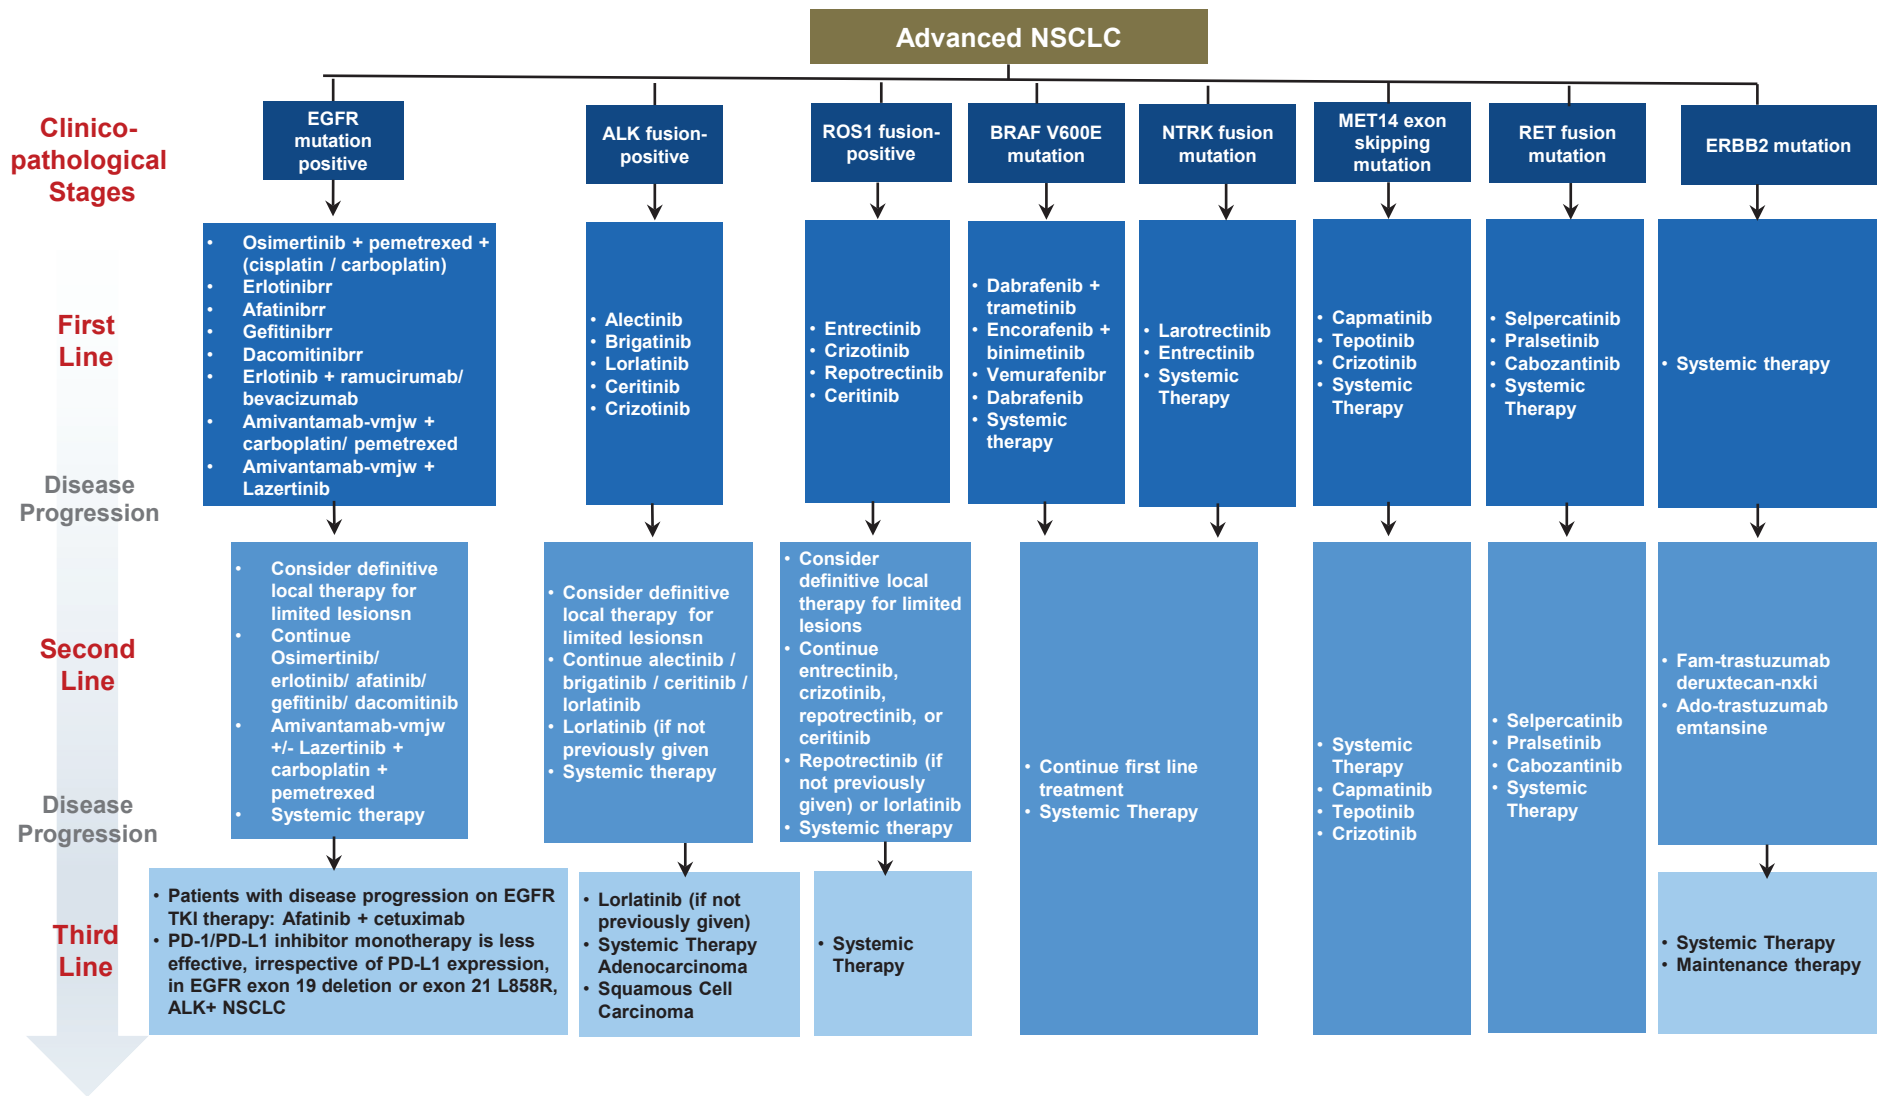 Advanced NSCLC
Clinico-
pathological
Stages
EGFR
mutation
positive
ALK fusion-
positive
ROS1 fusion-
positive
BRAF V600E
mutation
NTRK fusion
mutation
MET14 exon
skipping
mutation
RET fusion
mutation
ERBB2 mutation
First
Line
• Osimertinib + pemetrexed +
(cisplatin / carboplatin)
• Erlotinibrr
• Afatinibrr
• Gefitinibrr
• Dacomitinibrr
• Erlotinib + ramucirumab/
bevacizumab
• Amivantamab-vmjw +
carboplatin/ pemetrexed
• Amivantamab-vmjw +
Lazertinib
• Alectinib
• Brigatinib
• Lorlatinib
• Ceritinib
• Crizotinib
• Entrectinib
• Crizotinib
• Repotrectinib
• Ceritinib
• Dabrafenib +
trametinib
• Encorafenib +
binimetinib
• Vemurafenibr
• Dabrafenib
• Systemic
therapy
• Larotrectinib
• Entrectinib
• Systemic
Therapy
• Capmatinib
• Tepotinib
• Crizotinib
• Systemic
Therapy
• Selpercatinib
• Pralsetinib
• Cabozantinib
• Systemic
Therapy
• Systemic therapy
Disease
Progression
Second
Line
• Consider definitive
local therapy for
limited lesionsn
• Continue
Osimertinib/
erlotinib/ afatinib/
gefitinib/ dacomitinib
• Amivantamab-vmjw
+/- Lazertinib +
carboplatin +
pemetrexed
• Systemic therapy
• Consider definitive
local therapy for
limited lesionsn
• Continue alectinib /
brigatinib / ceritinib /
lorlatinib
• Lorlatinib (if not
previously given
• Systemic therapy
• Consider
definitive local
therapy for limited
lesions
• Continue
entrectinib,
crizotinib,
repotrectinib, or
ceritinib
• Repotrectinib (if
not previously
given) or lorlatinib
• Systemic therapy
• Continue first line
treatment
• Systemic Therapy
• Systemic
Therapy
• Capmatinib
• Tepotinib
• Crizotinib
• Selpercatinib
• Pralsetinib
• Cabozantinib
• Systemic
Therapy
• Fam-trastuzumab
deruxtecan-nxki
• Ado-trastuzumab
emtansine
Disease
Progression
Third
Line
• Patients with disease progression on EGFR
TKI therapy: Afatinib + cetuximab
• PD-1/PD-L1 inhibitor monotherapy is less
effective, irrespective of PD-L1 expression,
in EGFR exon 19 deletion or exon 21 L858R,
ALK+ NSCLC
• Lorlatinib (if not
previously given)
• Systemic Therapy
Adenocarcinoma
• Squamous Cell
Carcinoma
• Systemic
Therapy
• Systemic Therapy
• Maintenance therapy